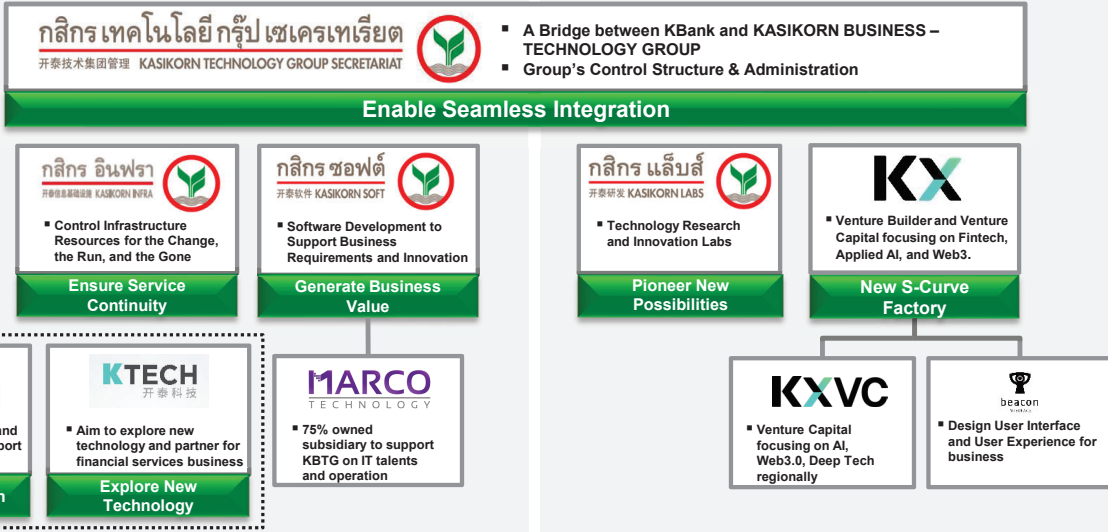 กสิกร เทคโนโลยี กรุ๊ป เซเครเทเรียต
开泰技术集团管理 KASIKORN TECHNOLOGY GROUP SECRETARIAT
▪ A Bridge between KBank and KASIKORN BUSINESS –
TECHNOLOGY GROUP
▪ Group's Control Structure & Administration
Enable Seamless Integration
กสิกร อินฟรา
开泰信息基础设施 KASIKORN INFRA
▪ Control Infrastructure
Resources for the Change,
the Run, and the Gone
Ensure Service
Continuity
กสิกร ซอฟต์
开泰软件 KASIKORN SOFT
▪ Software Development to
Support Business
Requirements and Innovation
Generate Business
Value
กสิกร แล็บส์
开泰研发 KASIKORN LABS
▪ Technology Research
and Innovation Labs
Pioneer New
Possibilities
KX
▪ Venture Builder and Venture
Capital focusing on Fintech,
Applied AI, and Web3.
New S-Curve
Factory
KTECH
开泰科技
▪ Aim to explore new
technology and partner for
financial services business
Explore New
Technology
MARCO
TECHNOLOGY
▪ 75% owned
subsidiary to support
KBTG on IT talents
and operation
KXVC
▪ Venture Capital
focusing on AI,
Web3.0, Deep Tech
regionally
beacon
▪ Design User Interface
and User Experience for
business